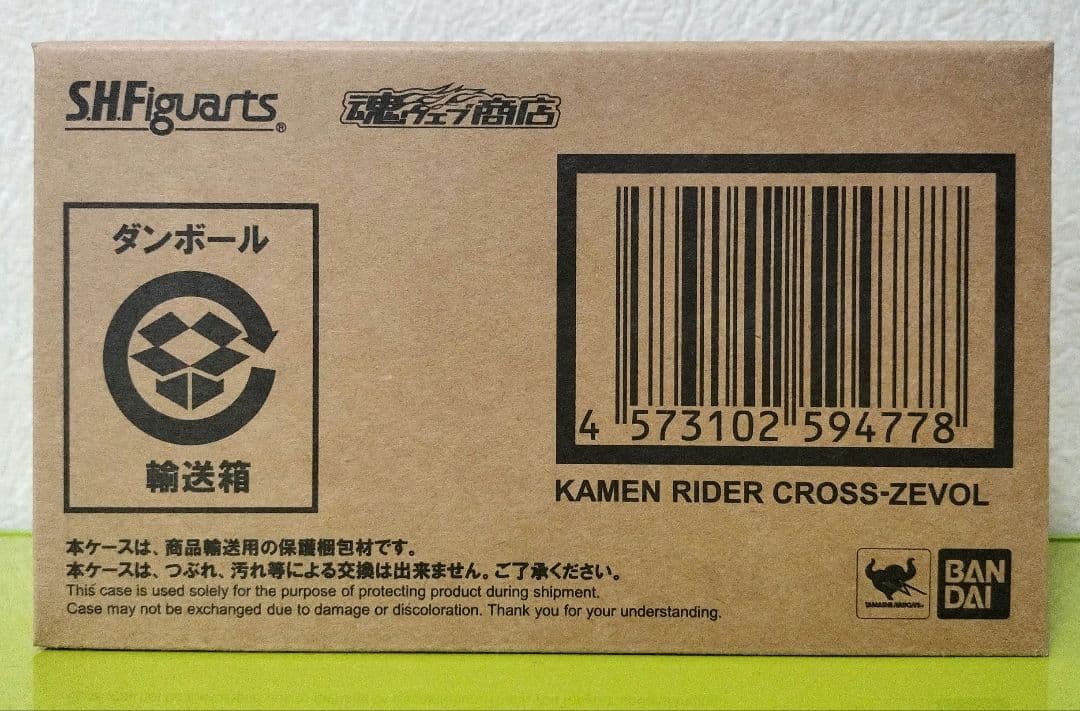 S.H.Figuarts®
魂ウェブ商店
ダンボール
輸送箱
4 573102 594778
KAMEN RIDER CROSS-ZEVOL
本ケースは、商品輸送用の保護梱包材です。
本ケースは、つぶれ、汚れ等による交換は出来ません。ご了承ください。
This case is used solely for the purpose of protecting product during shipment.
Case may not be exchanged due to damage or discoloration. Thank you for your understanding.
TAMASHII NATIONS
BAN
DAI